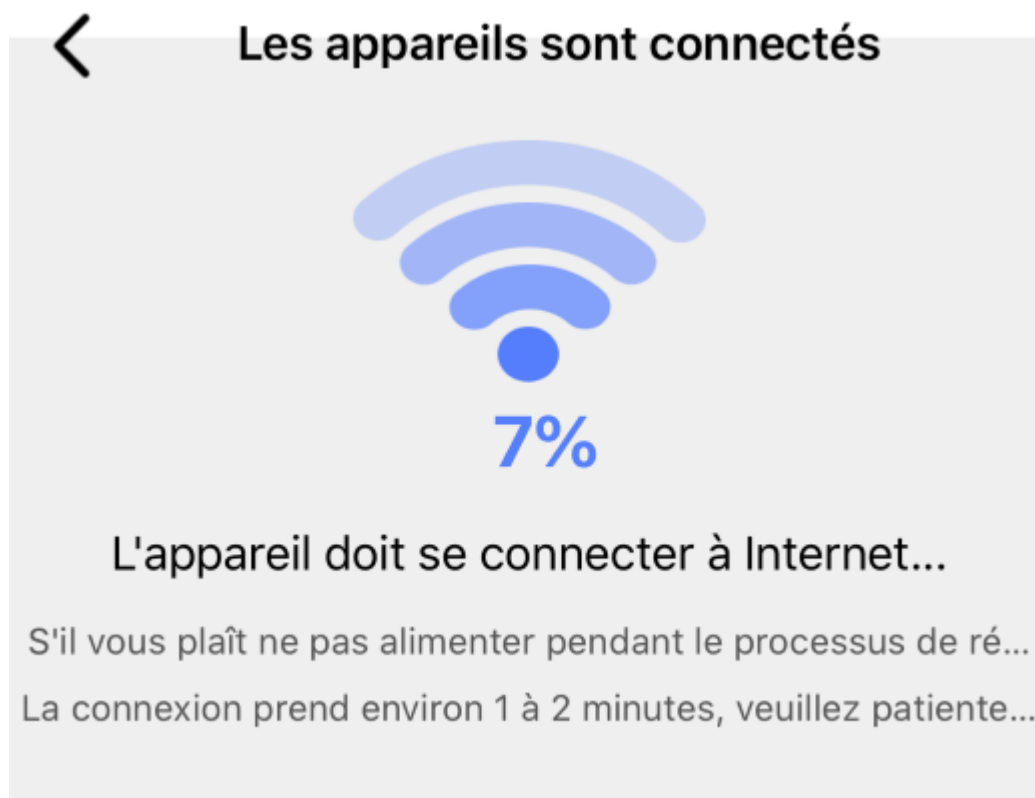 Les appareils sont connectés
7%
L'appareil doit se connecter à Internet...
S'il vous plaît ne pas alimenter pendant le processus de ré...
La connexion prend environ 1 à 2 minutes, veuillez patiente...